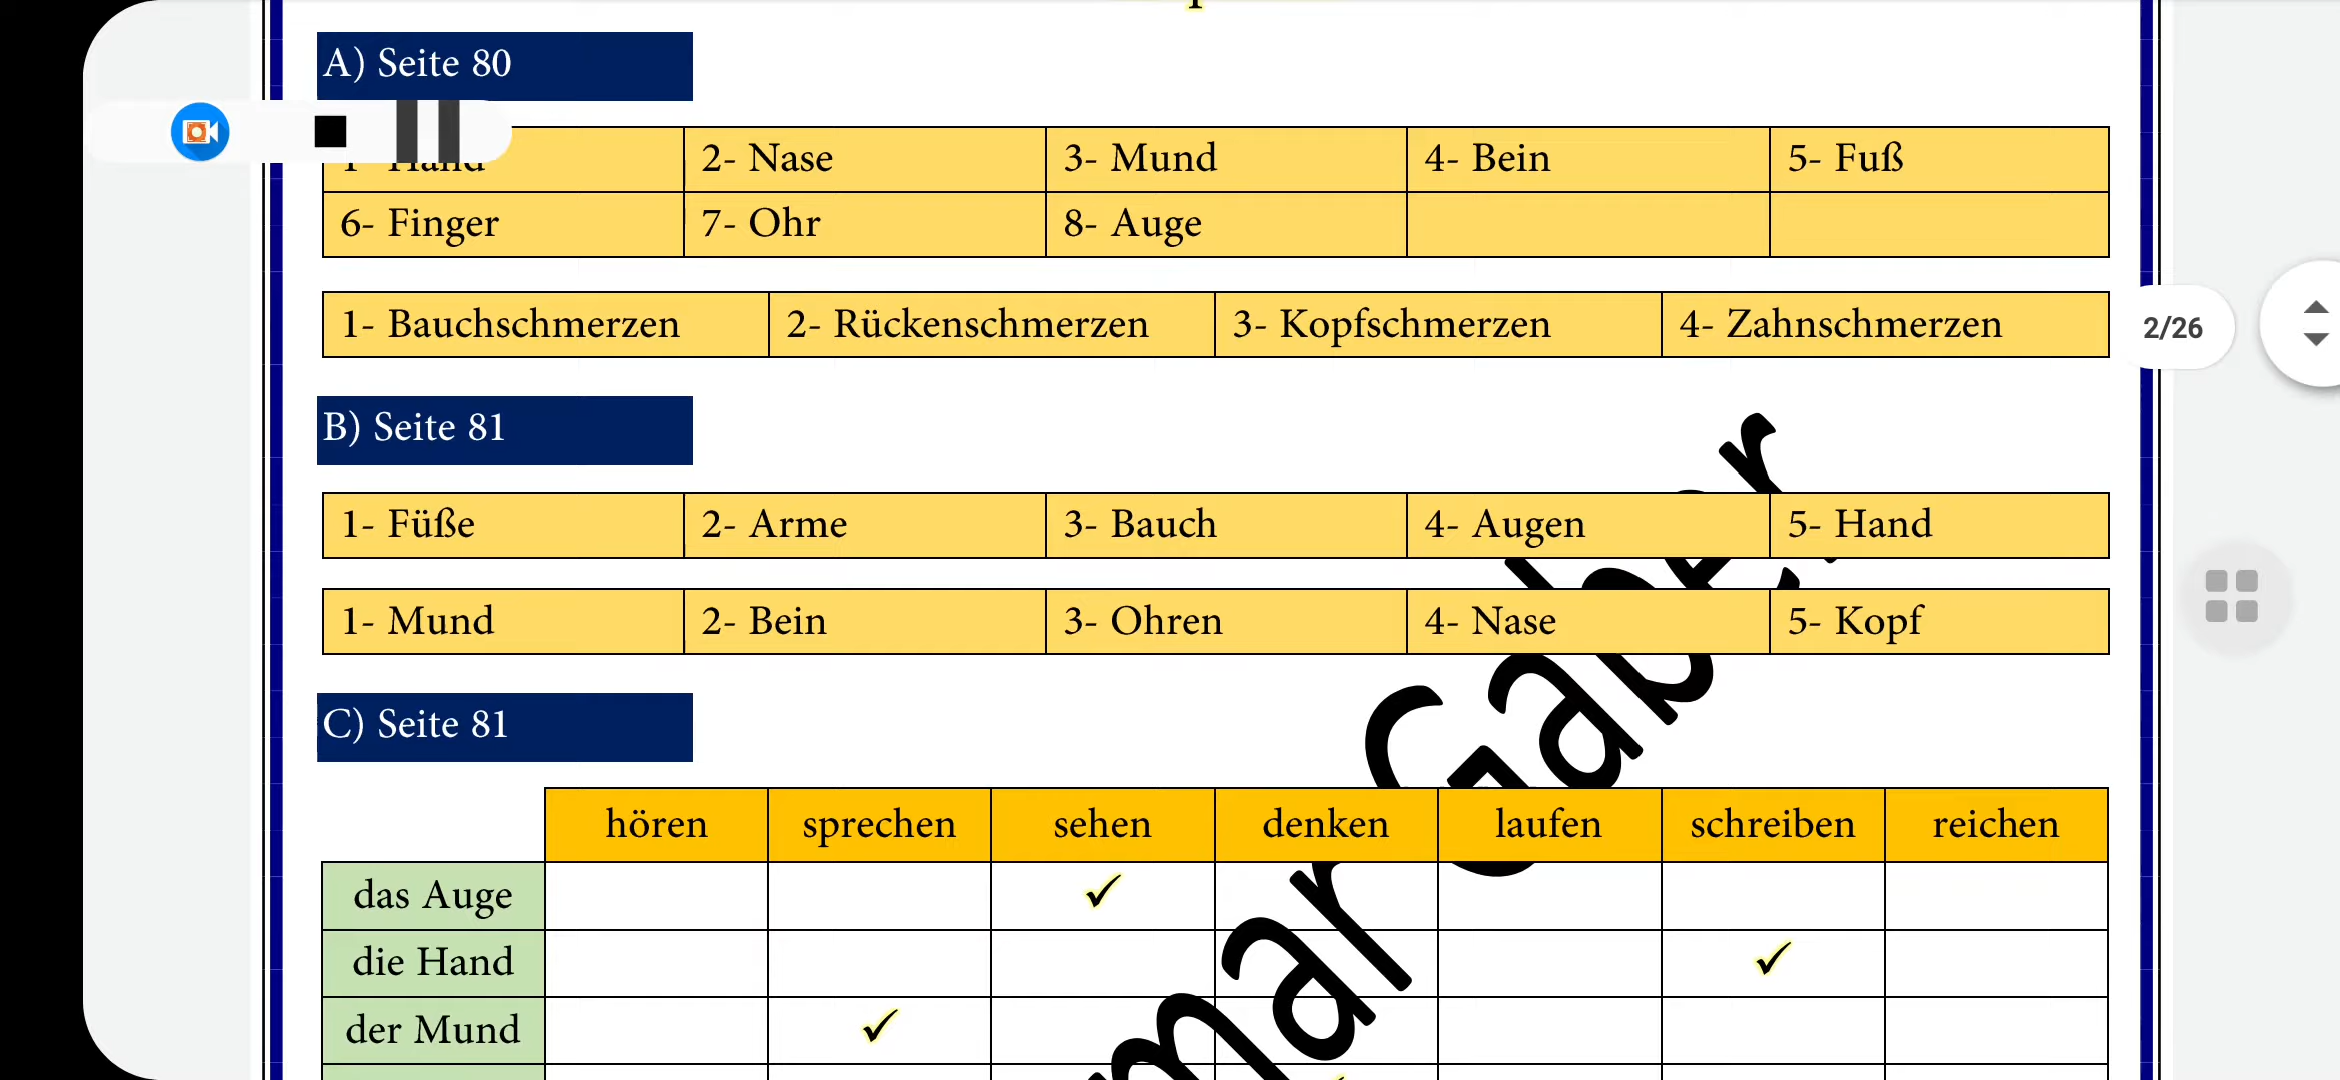 A) Seite 80
1- Hand 2- Nase 3- Mund 4- Bein 5- Fuß
6- Finger 7- Ohr 8- Auge
1- Bauchschmerzen 2- Rückenschmerzen 3- Kopfschmerzen 4- Zahnschmerzen
2/26
B) Seite 81
1- Füße 2- Arme 3- Bauch 4- Augen 5- Hand
1- Mund 2- Bein 3- Ohren 4- Nase 5- Kopf
C) Seite 81
hören sprechen sehen denken laufen schreiben reichen
das Auge ✓
die Hand ✓
der Mund ✓
Gaber